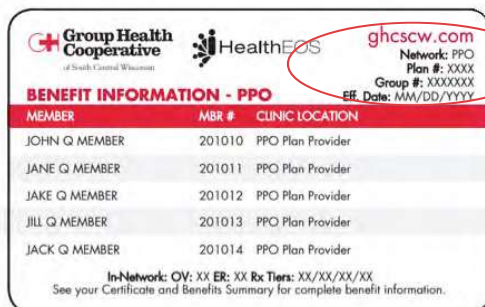 Group Health
Cooperative
of South Central Wisconsin
HealthEOS
ghcscw.com
Network: PPO
Plan #: XXXX
Group #: XXXXXXX
Eff. Date: MM/DD/YYYY
BENEFIT INFORMATION - PPO
MEMBER MBR # CLINIC LOCATION
JOHN Q MEMBER 201010 PPO Plan Provider
JANE Q MEMBER 201011 PPO Plan Provider
JAKE Q MEMBER 201012 PPO Plan Provider
JILL Q MEMBER 201013 PPO Plan Provider
JACK Q MEMBER 201014 PPO Plan Provider
In-Network: OV: XX ER: XX Rx Tiers: XX/XX/XX/XX
See your Certificate and Benefits Summary for complete benefit information.